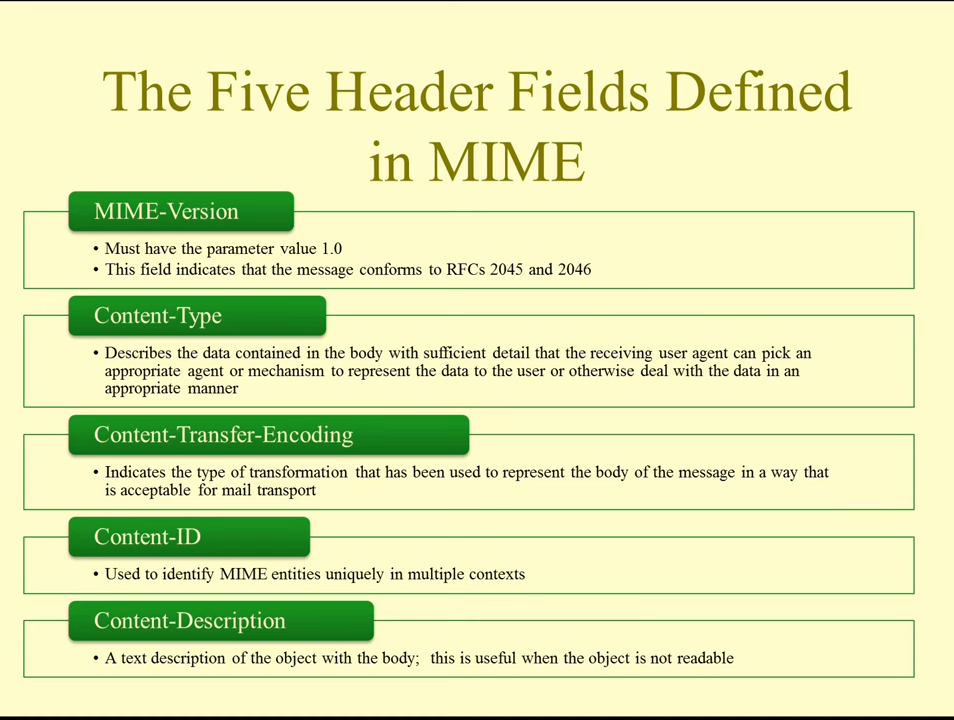 The Five Header Fields Defined
in MIME
MIME-Version
• Must have the parameter value 1.0
• This field indicates that the message conforms to RFCs 2045 and 2046
Content-Type
• Describes the data contained in the body with sufficient detail that the receiving user agent can pick an
appropriate agent or mechanism to represent the data to the user or otherwise deal with the data in an
appropriate manner
Content-Transfer-Encoding
• Indicates the type of transformation that has been used to represent the body of the message in a way that
is acceptable for mail transport
Content-ID
• Used to identify MIME entities uniquely in multiple contexts
Content-Description
• A text description of the object with the body; this is useful when the object is not readable